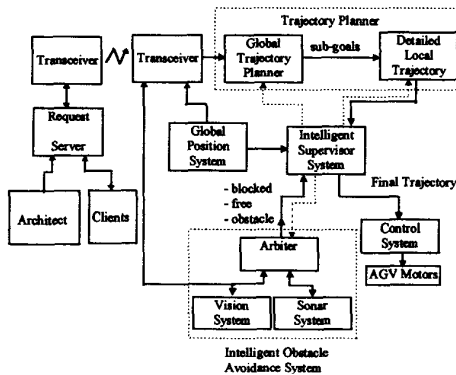 Trajectory Planner
Transceiver
Transceiver
Global
Trajectory
Planner
sub-goals
Detailed
Local
Trajectory
Request
Server
Global
Position
System
Intelligent
Supervisor
System
Architect
Clients
- blocked
- free
- obstacle
Final Trajectory
Arbiter
Control
System
AGV Motors
Vision
System
Sonar
System
Intelligent Obstacle
Avoidance System